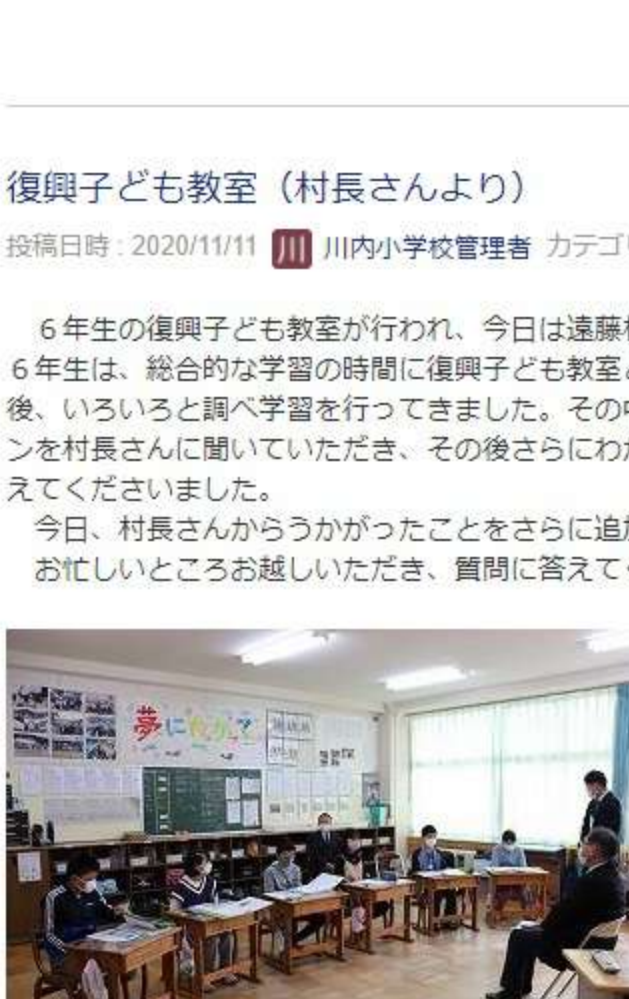 復興子ども教室（村長さんより）
投稿日時 : 2020/11/11 川 川内小学校管理者 カテゴ
６年生の復興子ども教室が行われ、今日は遠藤
６年生は、総合的な学習の時間に復興子ども教室
後、いろいろと調べ学習を行ってきました。その
ンを村長さんに聞いていただき、その後さらにわ
えてくださいました。
今日、村長さんからうかがったことをさらに追
お忙しいところお越しいただき、質問に答えて
夢に